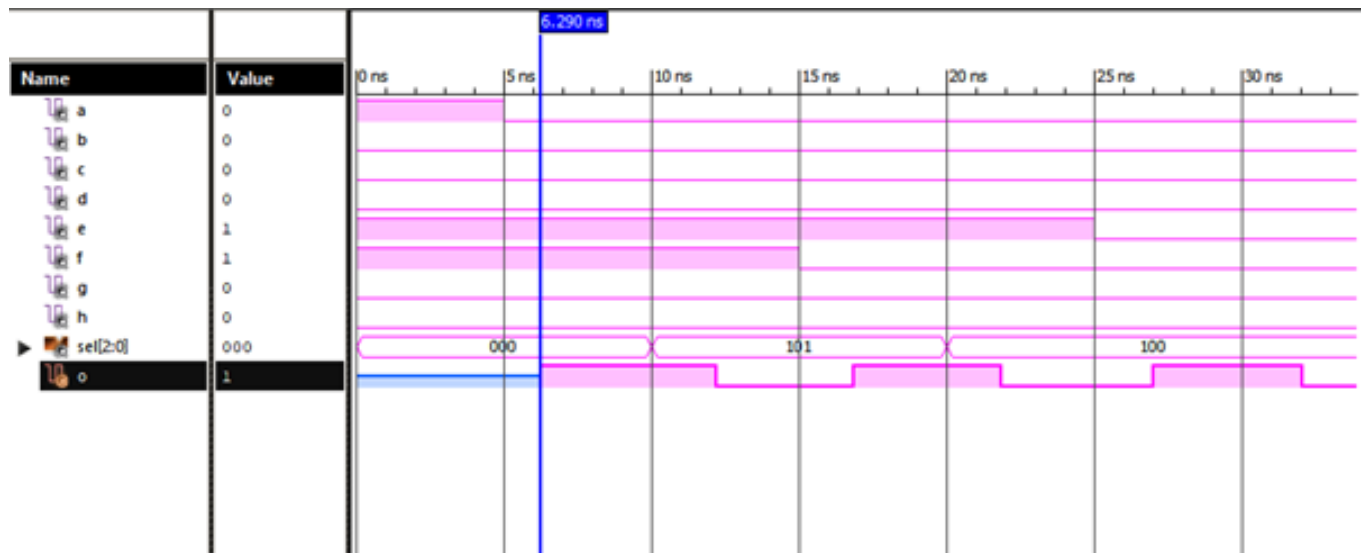 6.290 ns
Name Value 0 ns 5 ns 10 ns 15 ns 20 ns 25 ns 30 ns
a 0
b 0
c 0
d 0
e 1
f 1
g 0
h 0
sel[2:0] 000 000 101 100
o 1